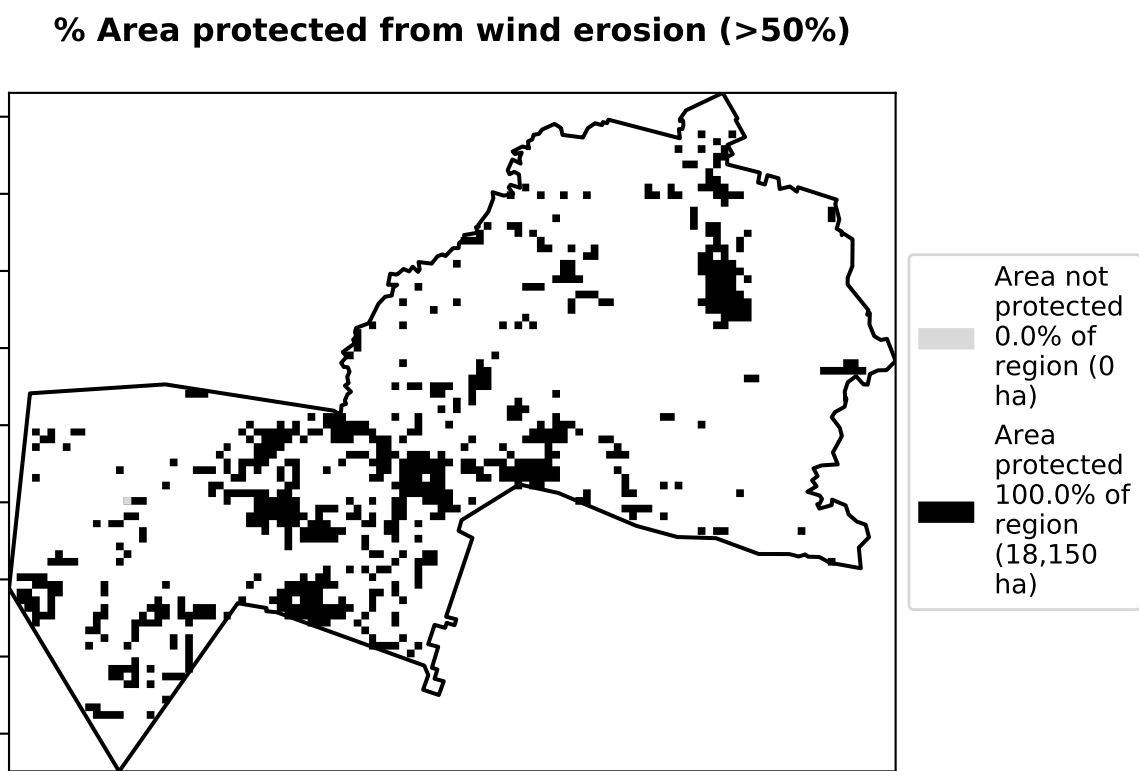 % Area protected from wind erosion (>50%)
Area not
protected
0.0% of
region (0
ha)
Area
protected
100.0% of
region
(18,150
ha)